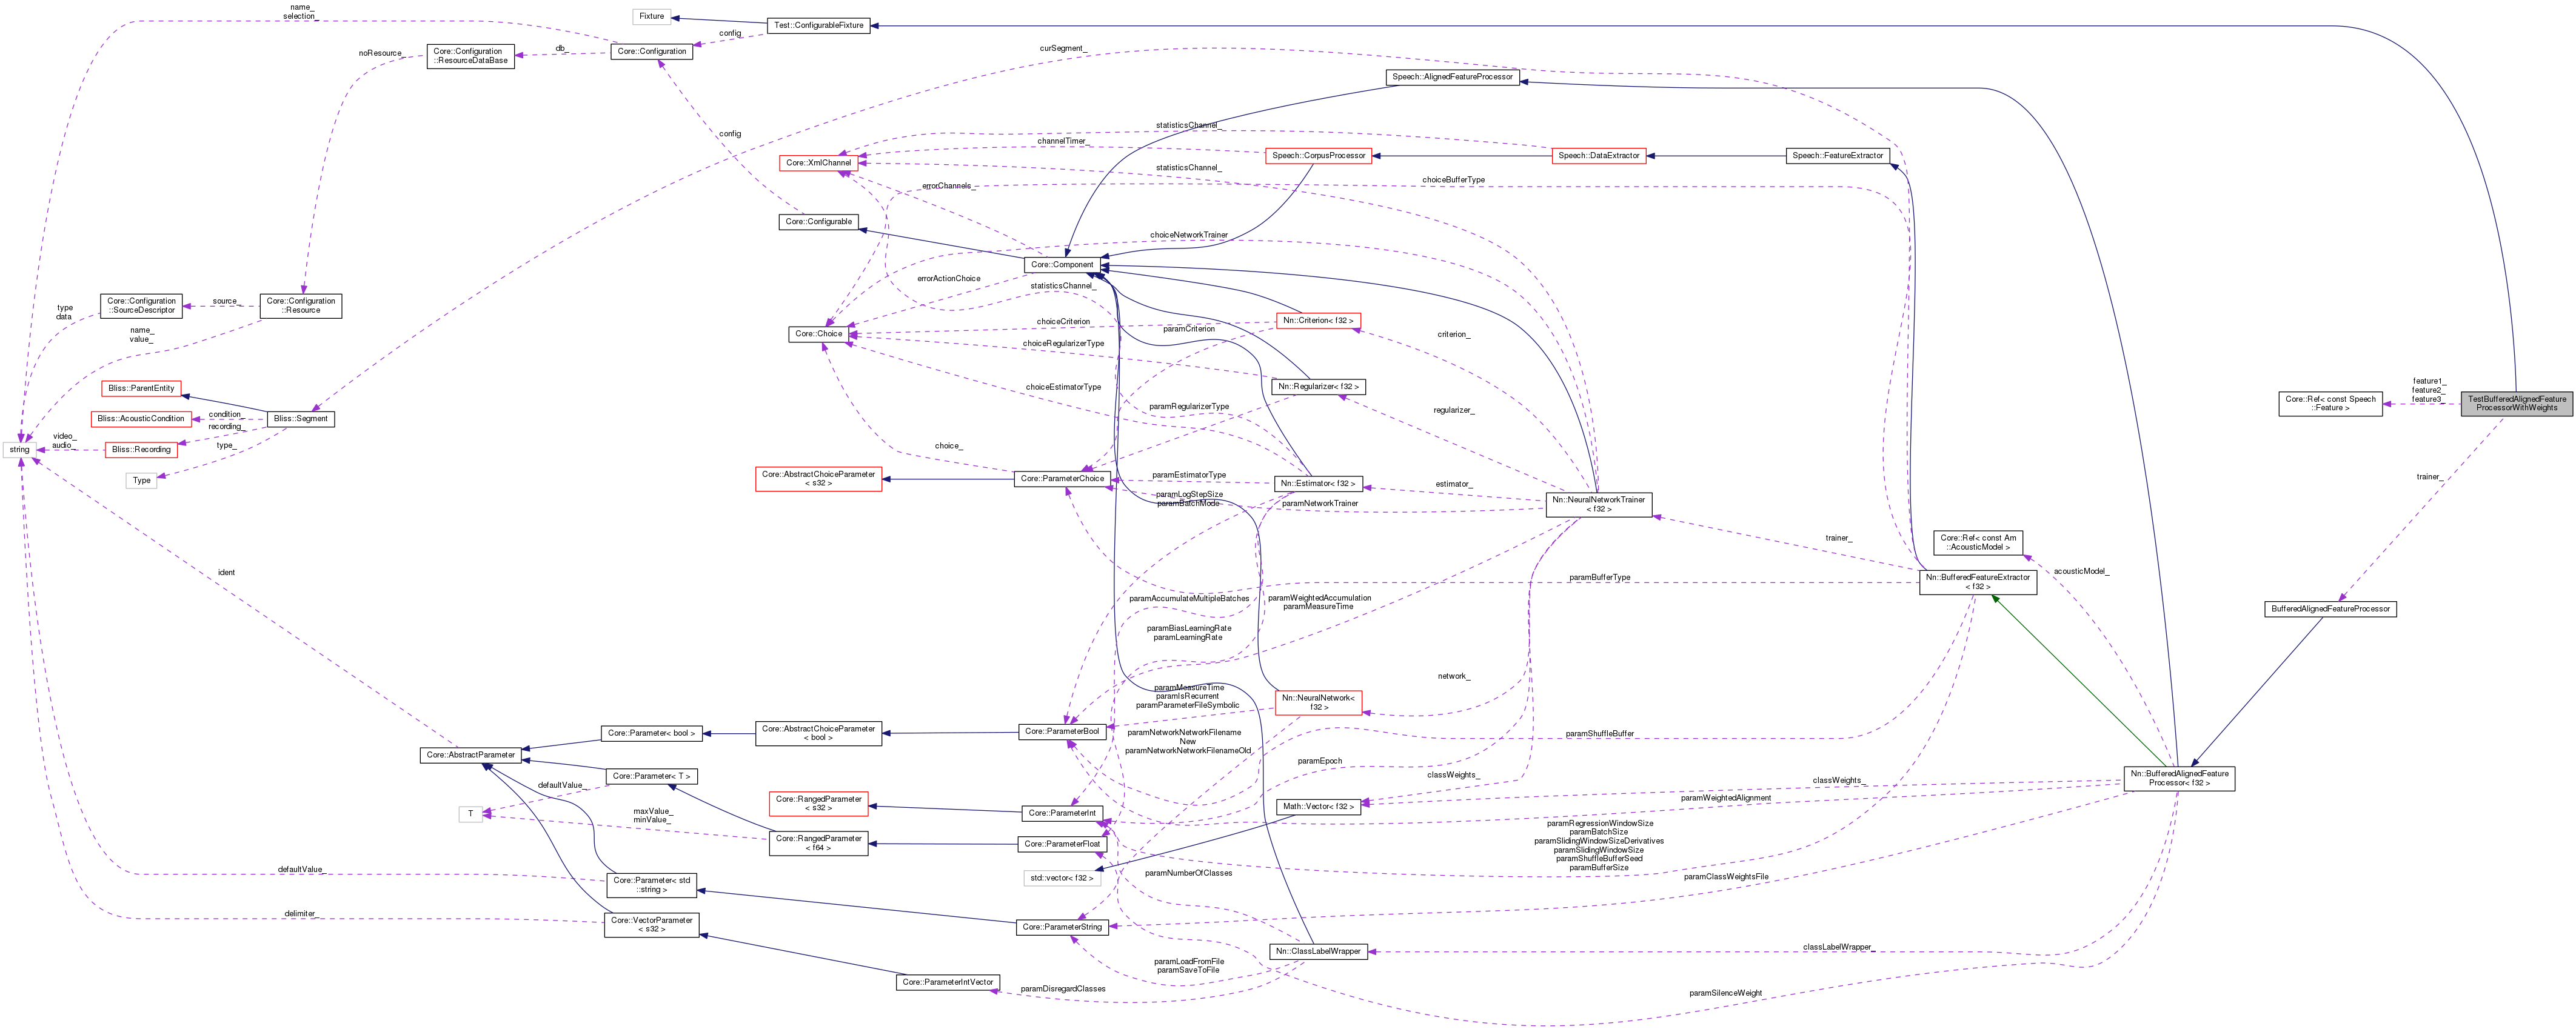 name_
selection_
Fixture
Test::ConfigurableFixture
config_
Core::Configuration
db_
Core::Configuration
::ResourceDataBase
noResource_
curSegment_
Speech::AlignedFeatureProcessor
config
statisticsChannel_
channelTimer_
Core::XmlChannel
Speech::CorpusProcessor
Speech::DataExtractor
Speech::FeatureExtractor
statisticsChannel_
choiceBufferType
errorChannels_
Core::Configurable
choiceNetworkTrainer
Core::Component
errorActionChoice
statisticsChannel_
type
data
Core::Configuration
::SourceDescriptor
source_
Core::Configuration
::Resource
name_
value_
Core::Choice
choiceCriterion
paramCriterion
Nn::Criterion< f32 >
criterion_
choiceRegularizerType
choiceEstimatorType
Nn::Regularizer< f32 >
paramRegularizerType
regularizer_
Bliss::ParentEntity
Bliss::AcousticCondition
condition_
recording_
type_
Bliss::Segment
string
video_
audio_
Bliss::Recording
Type
choice_
Core::AbstractChoiceParameter
< s32 >
Core::ParameterChoice
paramEstimatorType
Nn::Estimator< f32 >
estimator_
paramLogStepSize
paramBatchMode
paramNetworkTrainer
Nn::NeuralNetworkTrainer
< f32 >
Core::Ref< const Speech
::Feature >
feature1_
feature2_
feature3_
TestBufferedAlignedFeature
ProcessorWithWeights
trainer_
trainer_
Core::Ref< const Am
::AcousticModel >
acousticModel_
Nn::BufferedFeatureExtractor
< f32 >
BufferedAlignedFeatureProcessor
ident
paramBufferType
paramAccumulateMultipleBatches
paramWeightedAccumulation
paramMeasureTime
paramBiasLearningRate
paramLearningRate
network_
paramMeasureTime
paramIsRecurrent
paramParameterFileSymbolic
Nn::NeuralNetwork<
f32 >
Core::AbstractParameter
Core::Parameter< bool >
Core::AbstractChoiceParameter
< bool >
Core::ParameterBool
paramNetworkNetworkFilename
New
paramNetworkNetworkFilenameOld_
paramShuffleBuffer
paramEpoch
Core::Parameter< T >
defaultValue_
T
maxValue_
minValue_
Core::RangedParameter
< s32 >
Core::ParameterInt
classWeights_
Math::Vector< f32 >
classWeights_
paramWeightedAlignment
Nn::BufferedAlignedFeature
Processor< f32 >
Core::RangedParameter
< f64 >
Core::ParameterFloat
paramRegressionWindowSize
paramBatchSize
paramSlidingWindowSizeDerivatives
paramSlidingWindowSize
paramShuffleBufferSeed
paramBufferSize
std::vector< f32 >
paramNumberOfClasses
paramClassWeightsFile
defaultValue_
Core::Parameter< std
::string >
delimiter_
Core::VectorParameter
< s32 >
Core::ParameterString
Nn::ClassLabelWrapper
classLabelWrapper_
paramLoadFromFile
paramSaveToFile
Core::ParameterIntVector
paramDisregardClasses
paramSilenceWeight